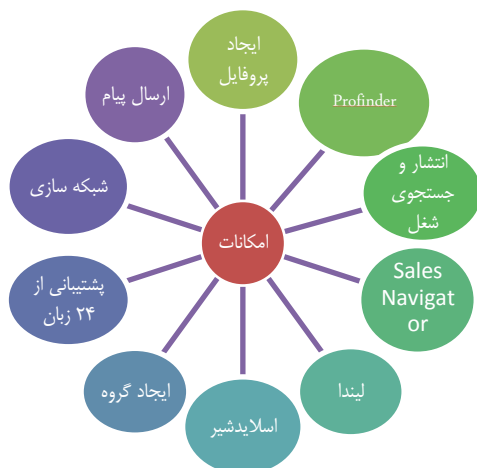 ایجاد
پروفایل
Profinder
انتشار و
جستجوی
شغل
Sales
Navigat
or
لیندا
اسلایدشیر
ایجاد گروه
پشتیبانی از
۲۴ زبان
شبکه سازی
ارسال پیام
امکانات